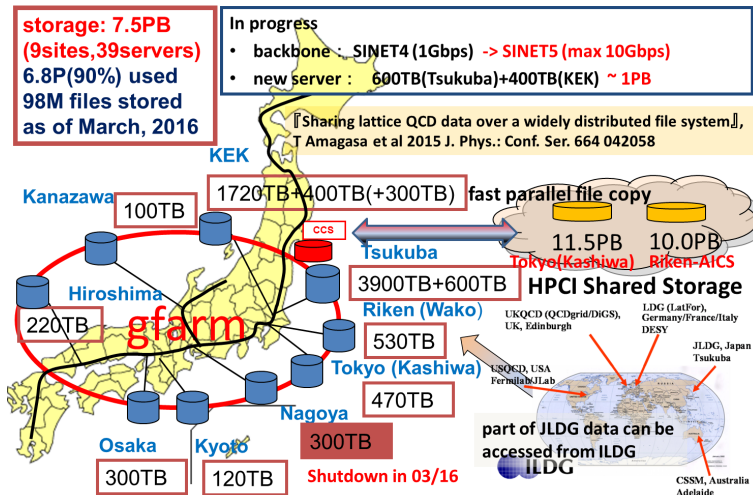 storage: 7.5PB
(9sites,39servers)
6.8P(90%) used
98M files stored
as of March, 2016
In progress
• backbone： SINET4 (1Gbps) -> SINET5 (max 10Gbps)
• new server： 600TB(Tsukuba)+400TB(KEK) ~ 1PB
『Sharing lattice QCD data over a widely distributed file system』,
T Amagasa et al 2015 J. Phys.: Conf. Ser. 664 042058
KEK
1720TB+400TB(+300TB)
fast parallel file copy
Kanazawa
100TB
CCS
11.5PB
10.0PB
Tokyo(Kashiwa)
Riken-AICS
HPCI Shared Storage
Tsukuba
3900TB+600TB
Hiroshima
220TB
gfarm
Riken (Wako)
530TB
Tokyo (Kashiwa)
470TB
Nagoya
300TB
Shutdown in 03/16
Osaka
300TB
Kyoto
120TB
UKQCD (QCDgrid/DiGS),
UK, Edinburgh
LDG (LatFor),
Germany/France/Italy
DESY
JLDG, Japan
Tsukuba
USQCD, USA
Fermilab/JLab
part of JLDG data can be
accessed from ILDG
ILDG
CSSM, Australia
Adelaide